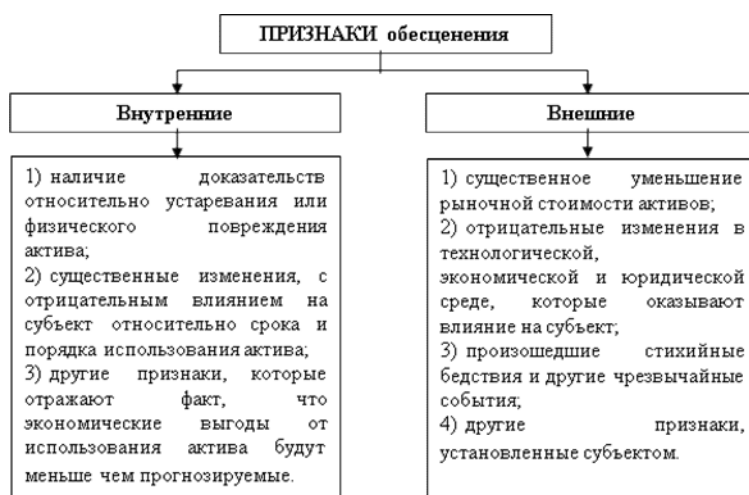 ПРИЗНАКИ обесценения
Внутренние
1) наличие доказательств
относительно устаревания или
физического повреждения
актива;
2) существенные изменения, с
отрицательным влиянием на
субъект относительно срока и
порядка использования актива;
3) другие признаки, которые
отражают факт, что
экономические выгоды от
использования актива будут
меньше чем прогнозируемые.
Внешние
1) существенное уменьшение
рыночной стоимости активов;
2) отрицательные изменения в
технологической,
экономической и юридической
среде, которые оказывают
влияние на субъект;
3) произошедшие стихийные
бедствия и другие чрезвычайные
события;
4) другие признаки,
установленные субъектом.